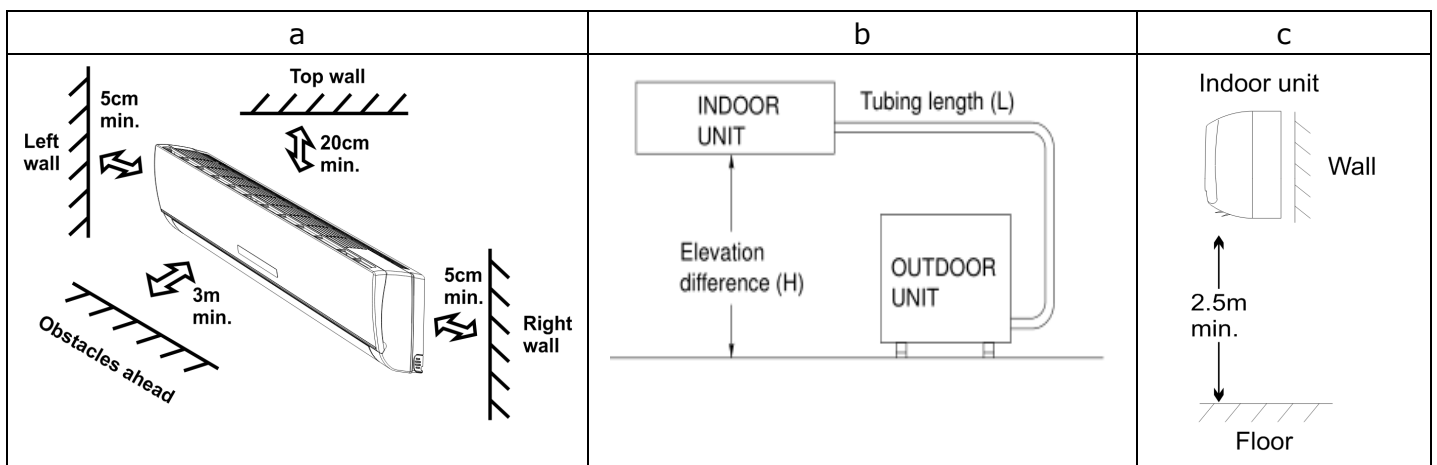 a
b
c
Top wall
5cm
min.
Left
wall
20cm
min.
3m
min.
5cm
min.
Right
wall
Obstacles ahead
INDOOR
UNIT
Tubing length (L)
Elevation
difference (H)
OUTDOOR
UNIT
Indoor unit
Wall
2.5m
min.
Floor